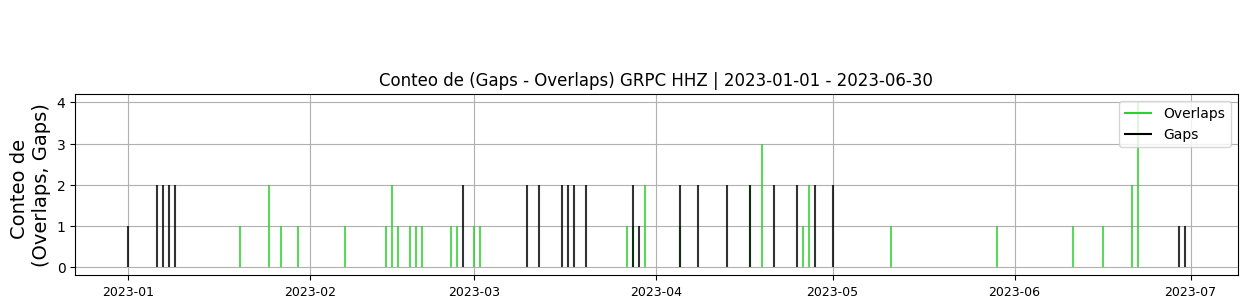 Conteo de (Gaps - Overlaps) GRPC HHZ | 2023-01-01 - 2023-06-30
Conteo de
(Overlaps, Gaps)
4
3
2
1
0
Overlaps
Gaps
2023-01
2023-02
2023-03
2023-04
2023-05
2023-06
2023-07